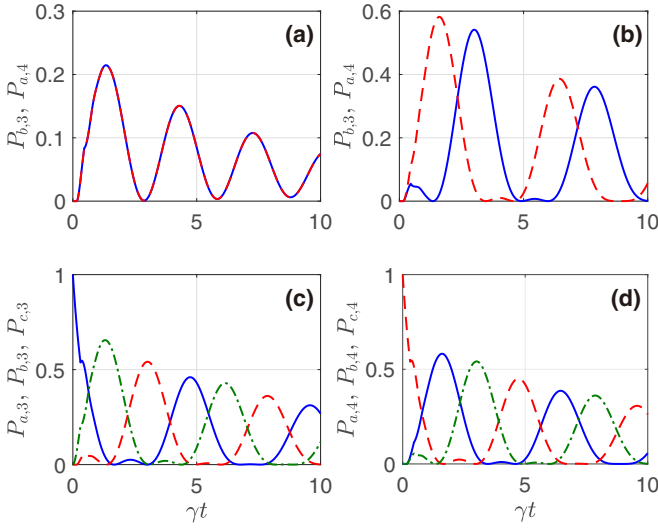 (a)
P_{b,3}, P_{a,4}
0.3
0.2
0.1
0
0 5 10
(b)
P_{b,3}, P_{a,4}
0.6
0.4
0.2
0
0 5 10
(c)
P_{a,3}, P_{b,3}, P_{c,3}
1
0.5
0
0 5 10
γt
(d)
P_{a,4}, P_{b,4}, P_{c,4}
1
0.5
0
0 5 10
γt